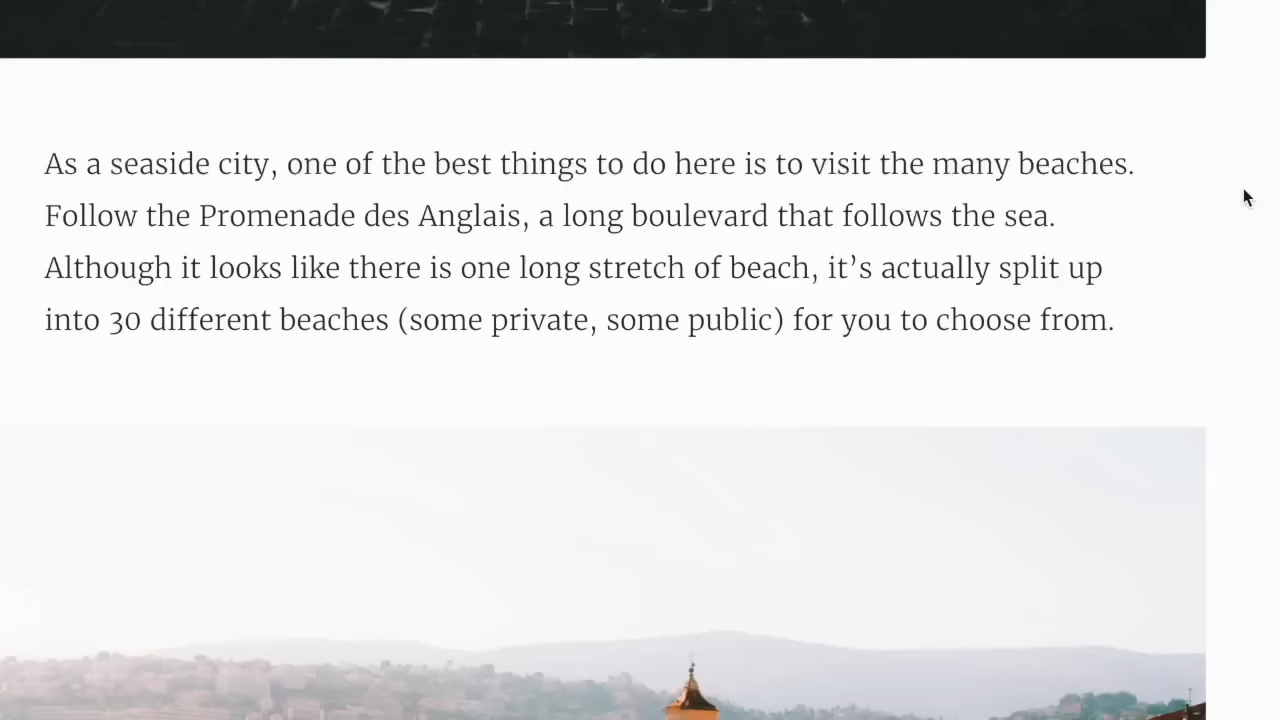 As a seaside city, one of the best things to do here is to visit the many beaches.
Follow the Promenade des Anglais, a long boulevard that follows the sea.
Although it looks like there is one long stretch of beach, it’s actually split up
into 30 different beaches (some private, some public) for you to choose from.